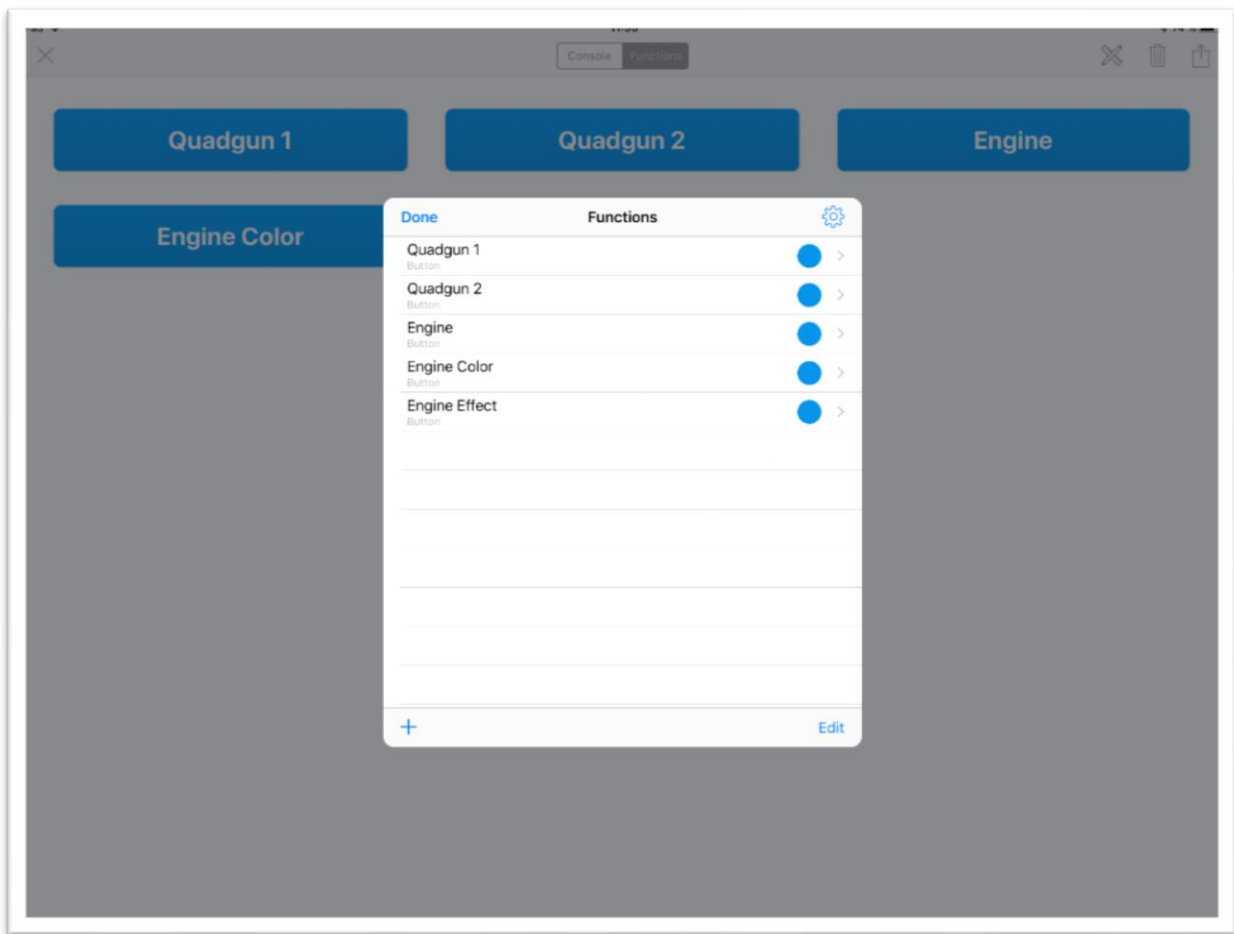 Console Functions
Quadgun 1 Quadgun 2 Engine
Engine Color
Done Functions
Quadgun 1
Button
Quadgun 2
Button
Engine
Button
Engine Color
Button
Engine Effect
Button
+ Edit